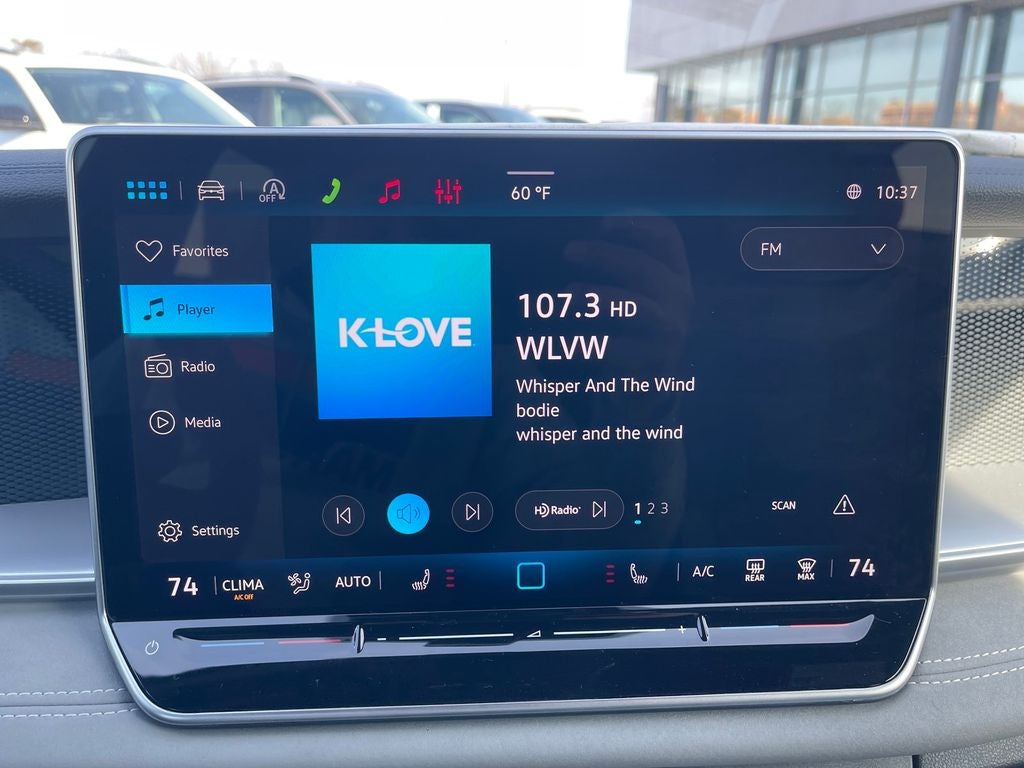 OFF
60 °F
10:37
Favorites
FM
Player
K-LOVE
107.3 HD
WLVW
Radio
Whisper And The Wind
bodie
Media
whisper and the wind
HD Radio
1 2 3
SCAN
Settings
74
CLIMA
A/C OFF
AUTO
A/C
REAR
MAX
74